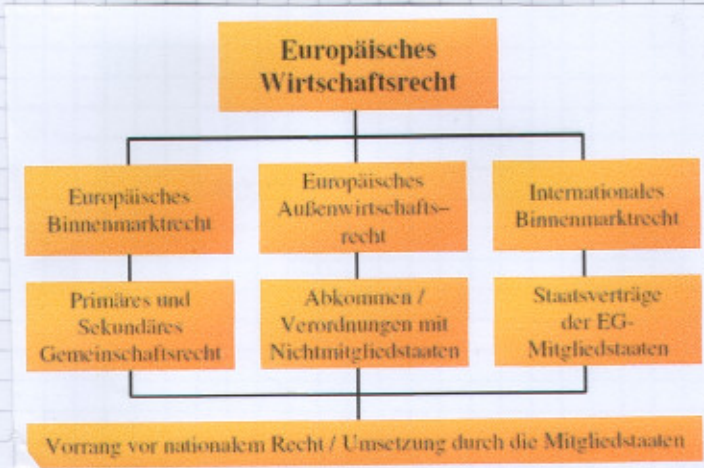 Europäisches
Wirtschaftsrecht
Europäisches
Binnenmarktrecht
Europäisches
Außenwirtschafts–
recht
Internationales
Binnenmarktrecht
Primäres und
Sekundäres
Gemeinschaftsrecht
Abkommen /
Verordnungen mit
Nichtmitgliedstaaten
Staatsverträge
der EG-
Mitgliedstaaten
Vorrang vor nationalem Recht / Umsetzung durch die Mitgliedstaaten